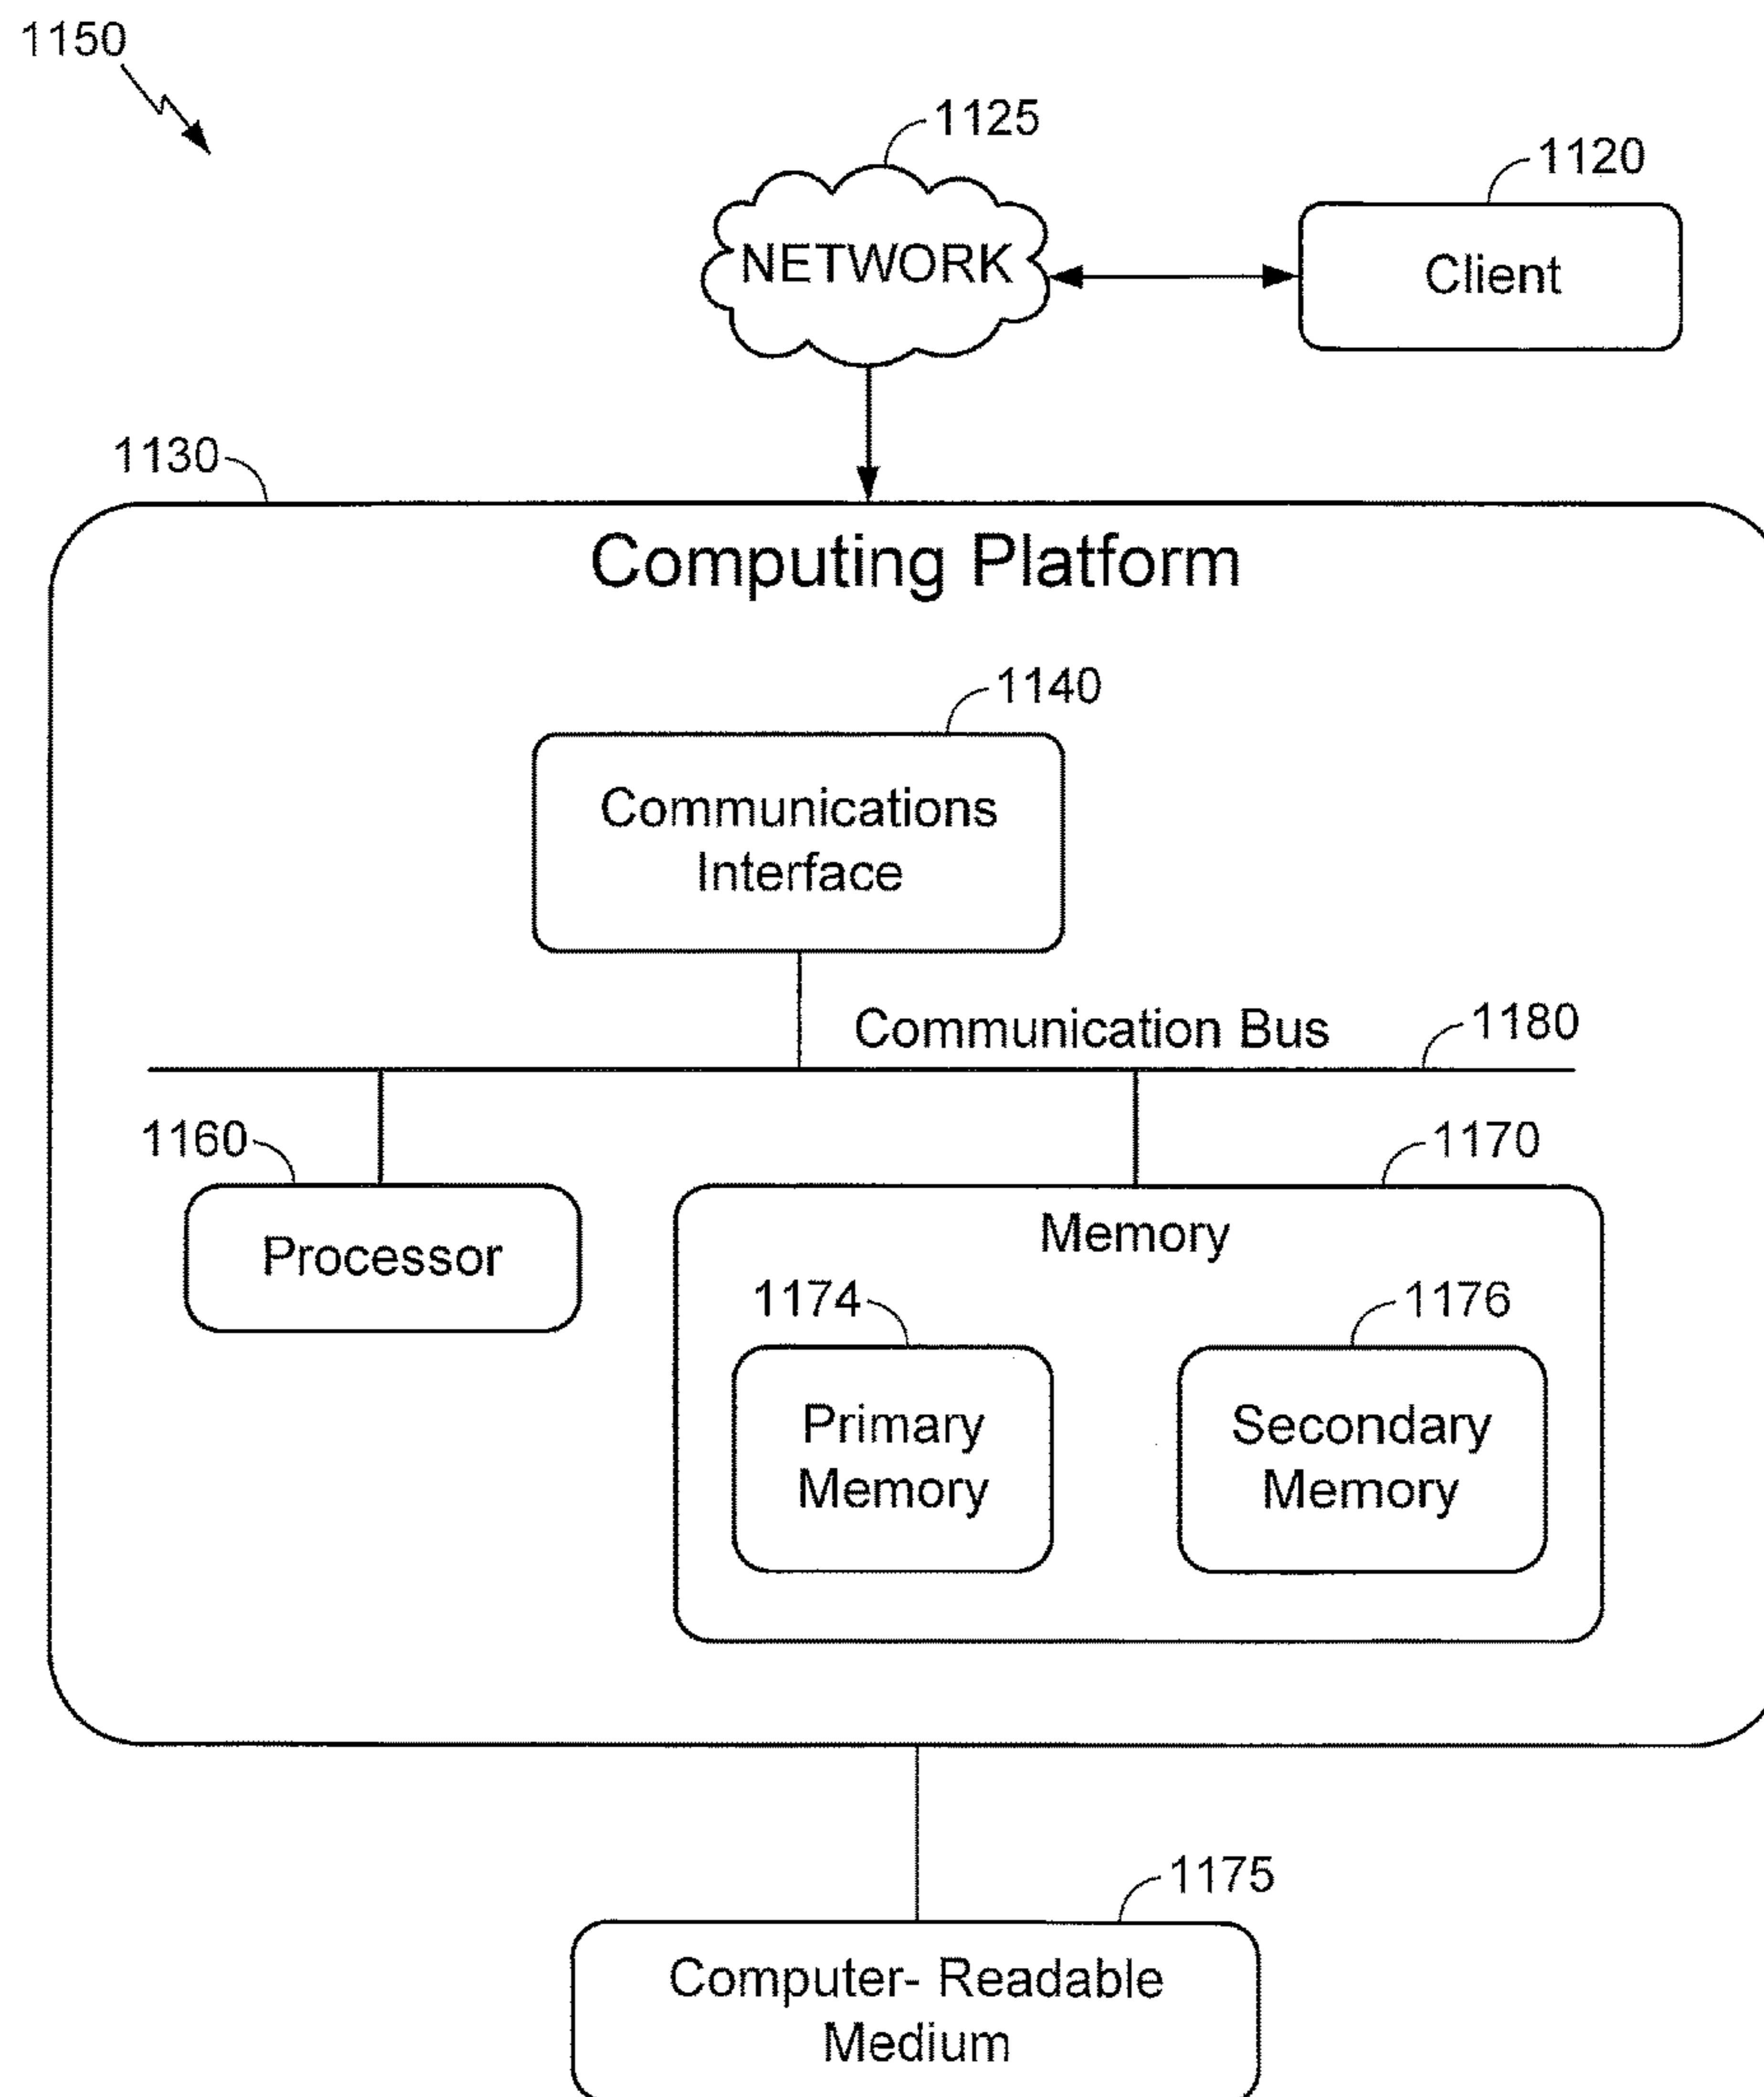 1150
1125
1120
NETWORK
Client
1130
Computing Platform
1140
Communications
Interface
Communication Bus
1180
1160
1170
Processor
Memory
1174
1176
Primary
Memory
Secondary
Memory
1175
Computer- Readable
Medium